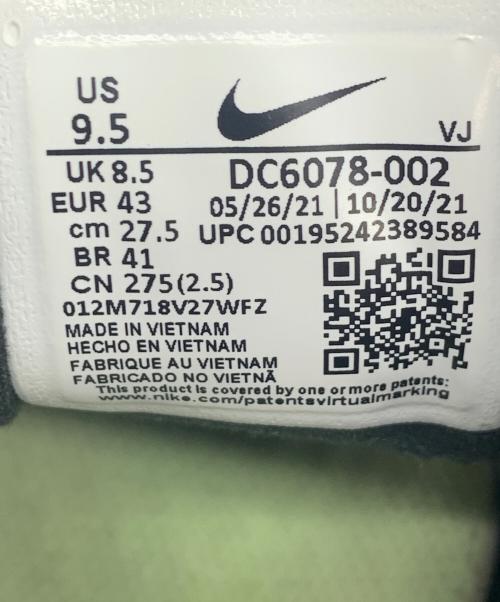 US
9.5
VJ
UK 8.5
DC6078-002
EUR 43
05/26/21 | 10/20/21
cm 27.5
UPC 00195242389584
BR 41
CN 275(2.5)
012M718V27WFZ
MADE IN VIETNAM
HECHO EN VIETNAM
FABRIQUE AU VIETNAM
FABRICADO NO VIETNÃ
This product is covered by one or more patents:
www.nike.com/patentsvirtualmarking